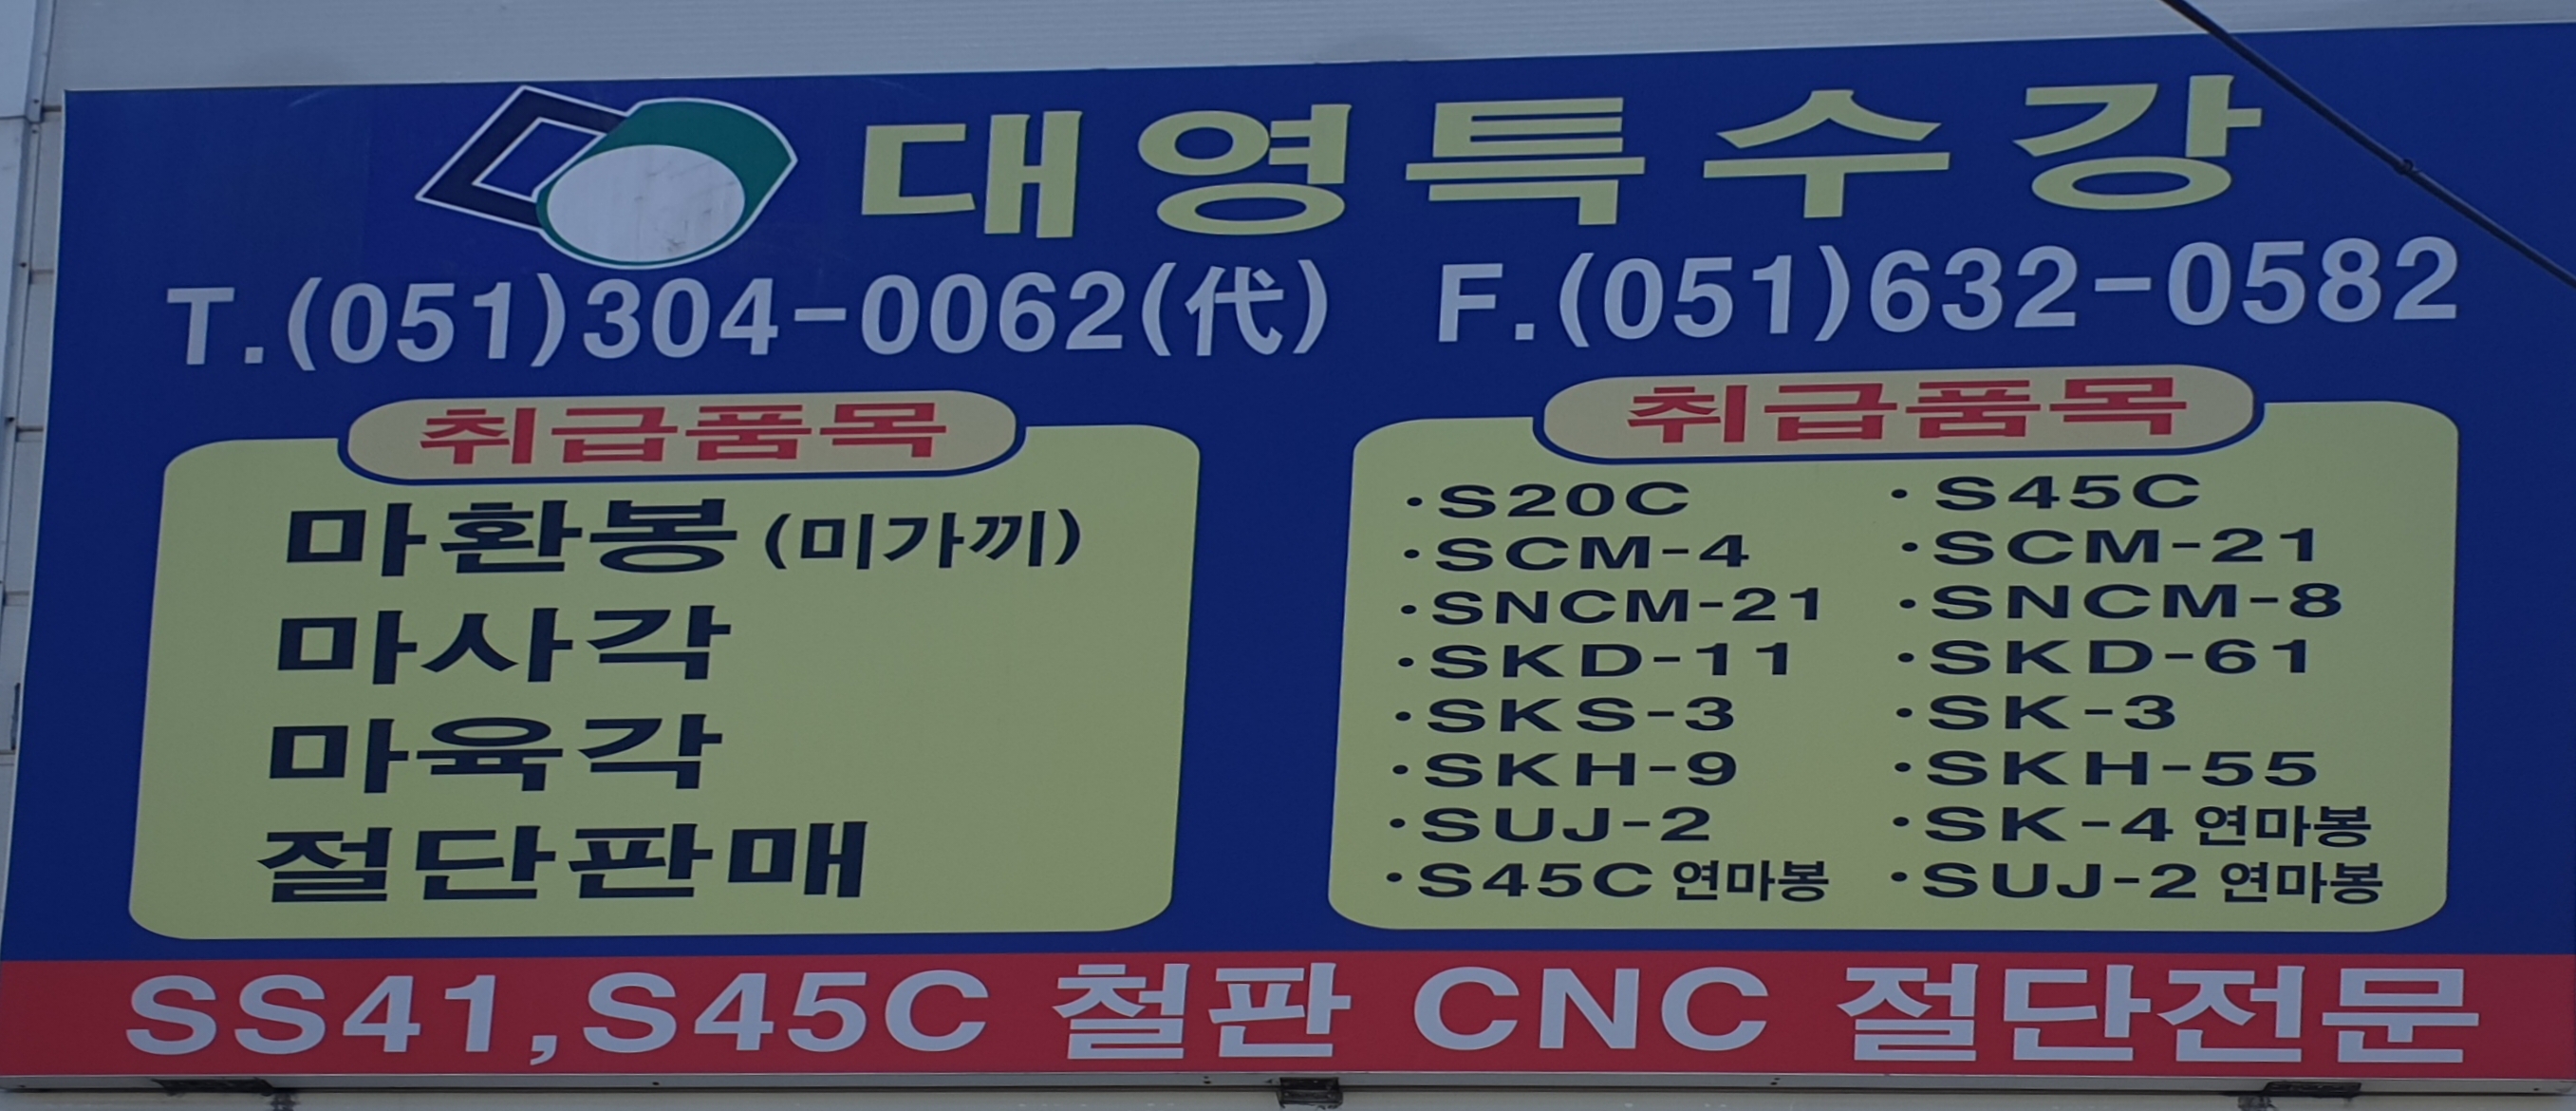 대영특수강
T.(051)304-0062(代) F.(051)632-0582
취급품목
마환봉(미가끼)
마사각
마육각
절단판매
취급품목
·S20C ·S45C
·SCM-4 ·SCM-21
·SNCM-21 ·SNCM-8
·SKD-11 ·SKD-61
·SKS-3 ·SK-3
·SKH-9 ·SKH-55
·SUJ-2 ·SK-4 연마봉
·S45C 연마봉 ·SUJ-2 연마봉
SS41,S45C 철판 CNC 절단전문